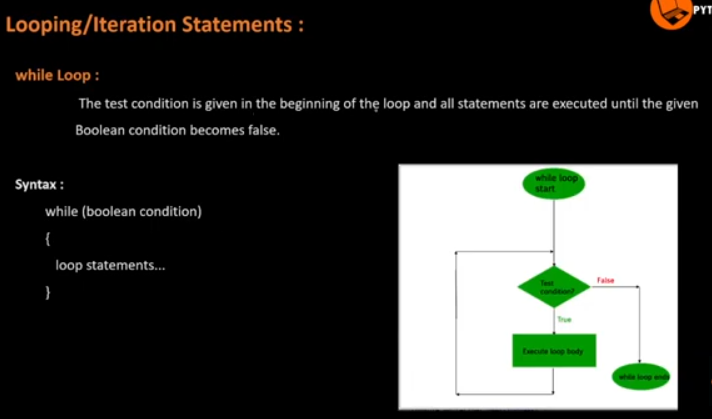 PYT
Looping/Iteration Statements :
while Loop :
The test condition is given in the beginning of the loop and all statements are executed until the given
Boolean condition becomes false.
Syntax :
while (boolean condition)
{
loop statements...
}
while loop
start
Test
condition?
False
True
Execute loop body
while loop ends